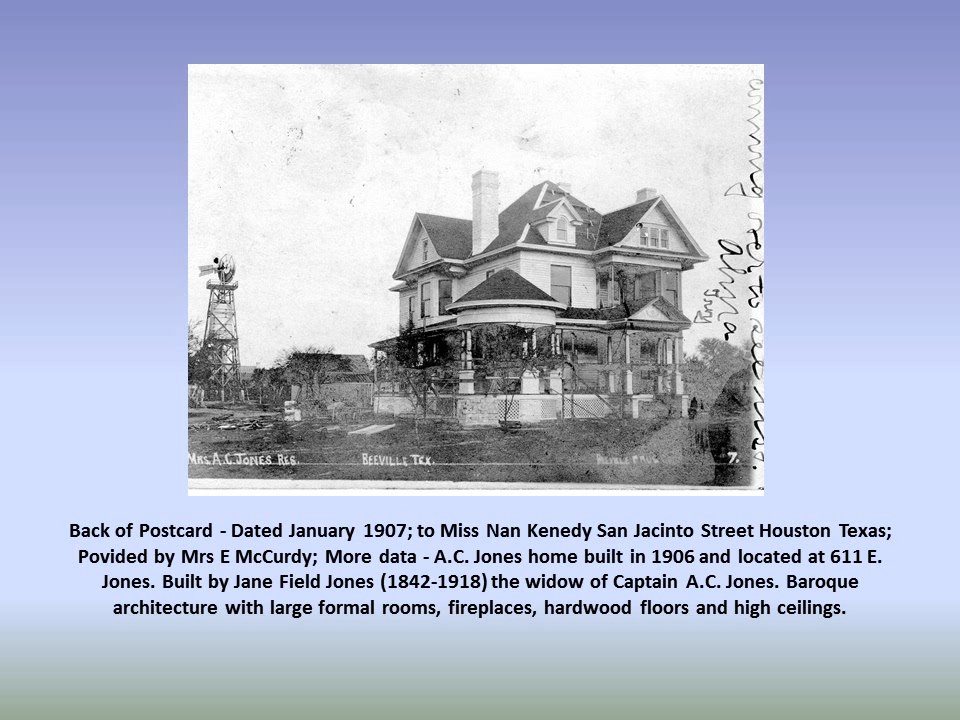 MRS. A.C. JONES RES.
BEEVILLE TEX.
7.
Alma
Back of Postcard - Dated January 1907; to Miss Nan Kenedy San Jacinto Street Houston Texas;
Povided by Mrs E McCurdy; More data - A.C. Jones home built in 1906 and located at 611 E.
Jones. Built by Jane Field Jones (1842-1918) the widow of Captain A.C. Jones. Baroque
architecture with large formal rooms, fireplaces, hardwood floors and high ceilings.